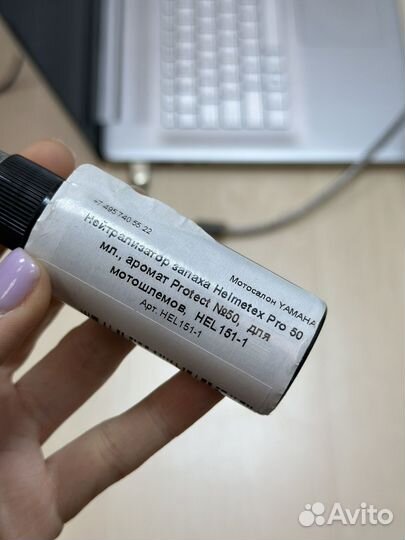 +7 495 740 55 22
Мотосалон YAMAHA
Нейтрализатор запаха Helmetex Pro 50
мл., аромат Protect №50, для
мотошлемов, HEL151-1
Арт. HEL151-1
Avito